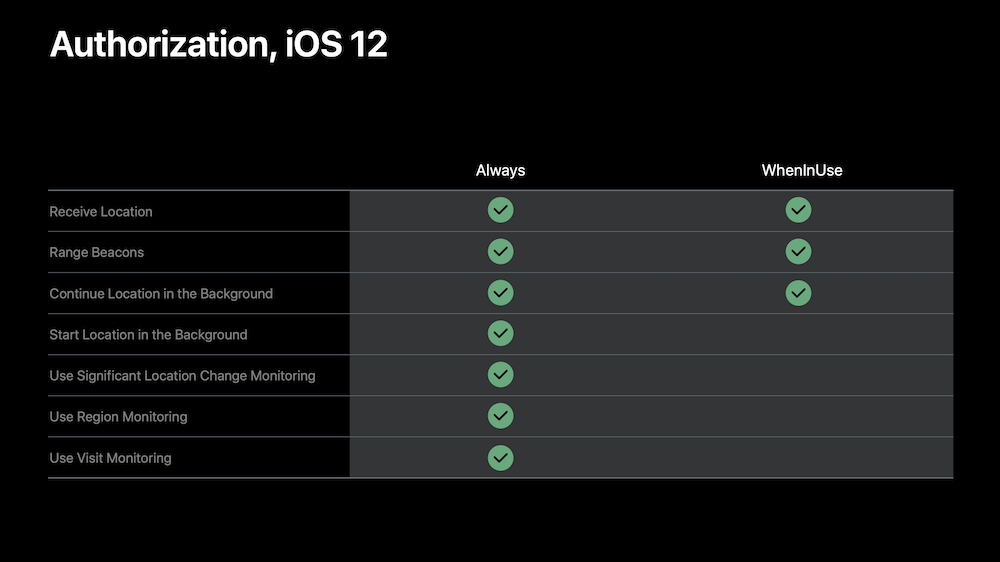 Authorization, iOS 12
Always WhenInUse
Receive Location
Range Beacons
Continue Location in the Background
Start Location in the Background
Use Significant Location Change Monitoring
Use Region Monitoring
Use Visit Monitoring